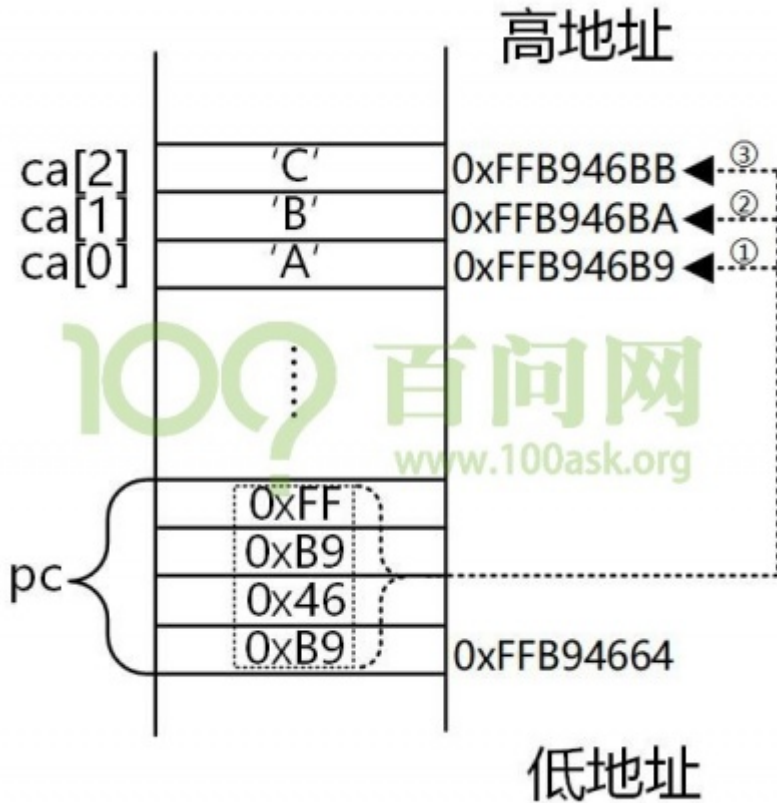 高地址
ca[2] 'C' 0xFFB946BB ③
ca[1] 'B' 0xFFB946BA ②
ca[0] 'A' 0xFFB946B9 ①
100? 百问网
www.100ask.org
0xFF
0xB9
pc
0x46
0xB9 0xFFB94664
低地址